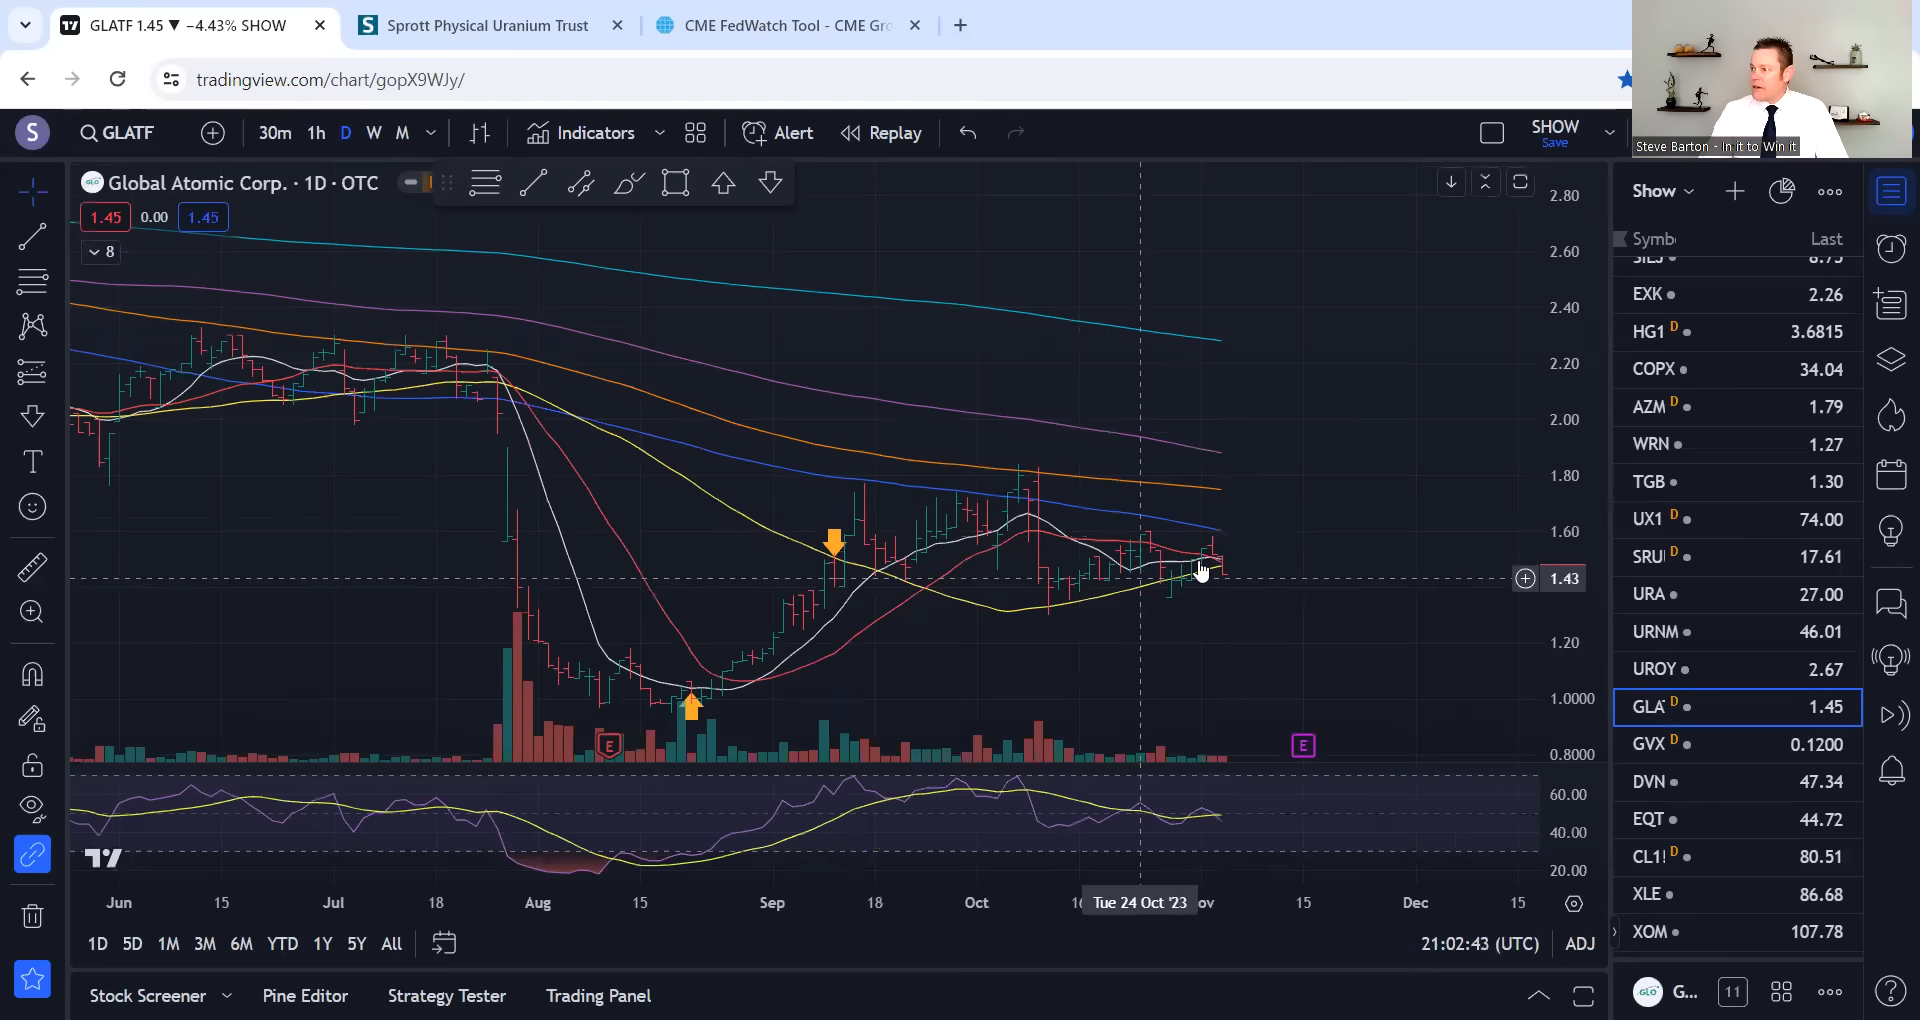 GLATF 1.45 ▼ −4.43% SHOW
Sprott Physical Uranium Trust
CME FedWatch Tool - CME Gro
tradingview.com/chart/gopX9WJy/
Steve Barton - In it to Win it
S
GLATF
30m 1h D W M
Indicators
Alert
Replay
SHOW
Save
Global Atomic Corp. · 1D · OTC
1.45 0.00 1.45
8
2.80
2.60
2.40
2.20
2.00
1.80
1.60
1.43
1.20
1.0000
0.8000
60.00
40.00
20.00
E
E
Jun 15 Jul 18 Aug 15 Sep 18 Oct Tue 24 Oct '23 ov 15 Dec 15
1D 5D 1M 3M 6M YTD 1Y 5Y All
21:02:43 (UTC) ADJ
Stock Screener Pine Editor Strategy Tester Trading Panel
Show
Symb Last
EXK 2.26
HG1 D 3.6815
COPX 34.04
AZM D 1.79
WRN 1.27
TGB 1.30
UX1 D 74.00
SRU D 17.61
URA 27.00
URNM 46.01
UROY 2.67
GLA D 1.45
GVX D 0.1200
DVN 47.34
EQT 44.72
CL1! D 80.51
XLE 86.68
XOM 107.78
GLO G... 11